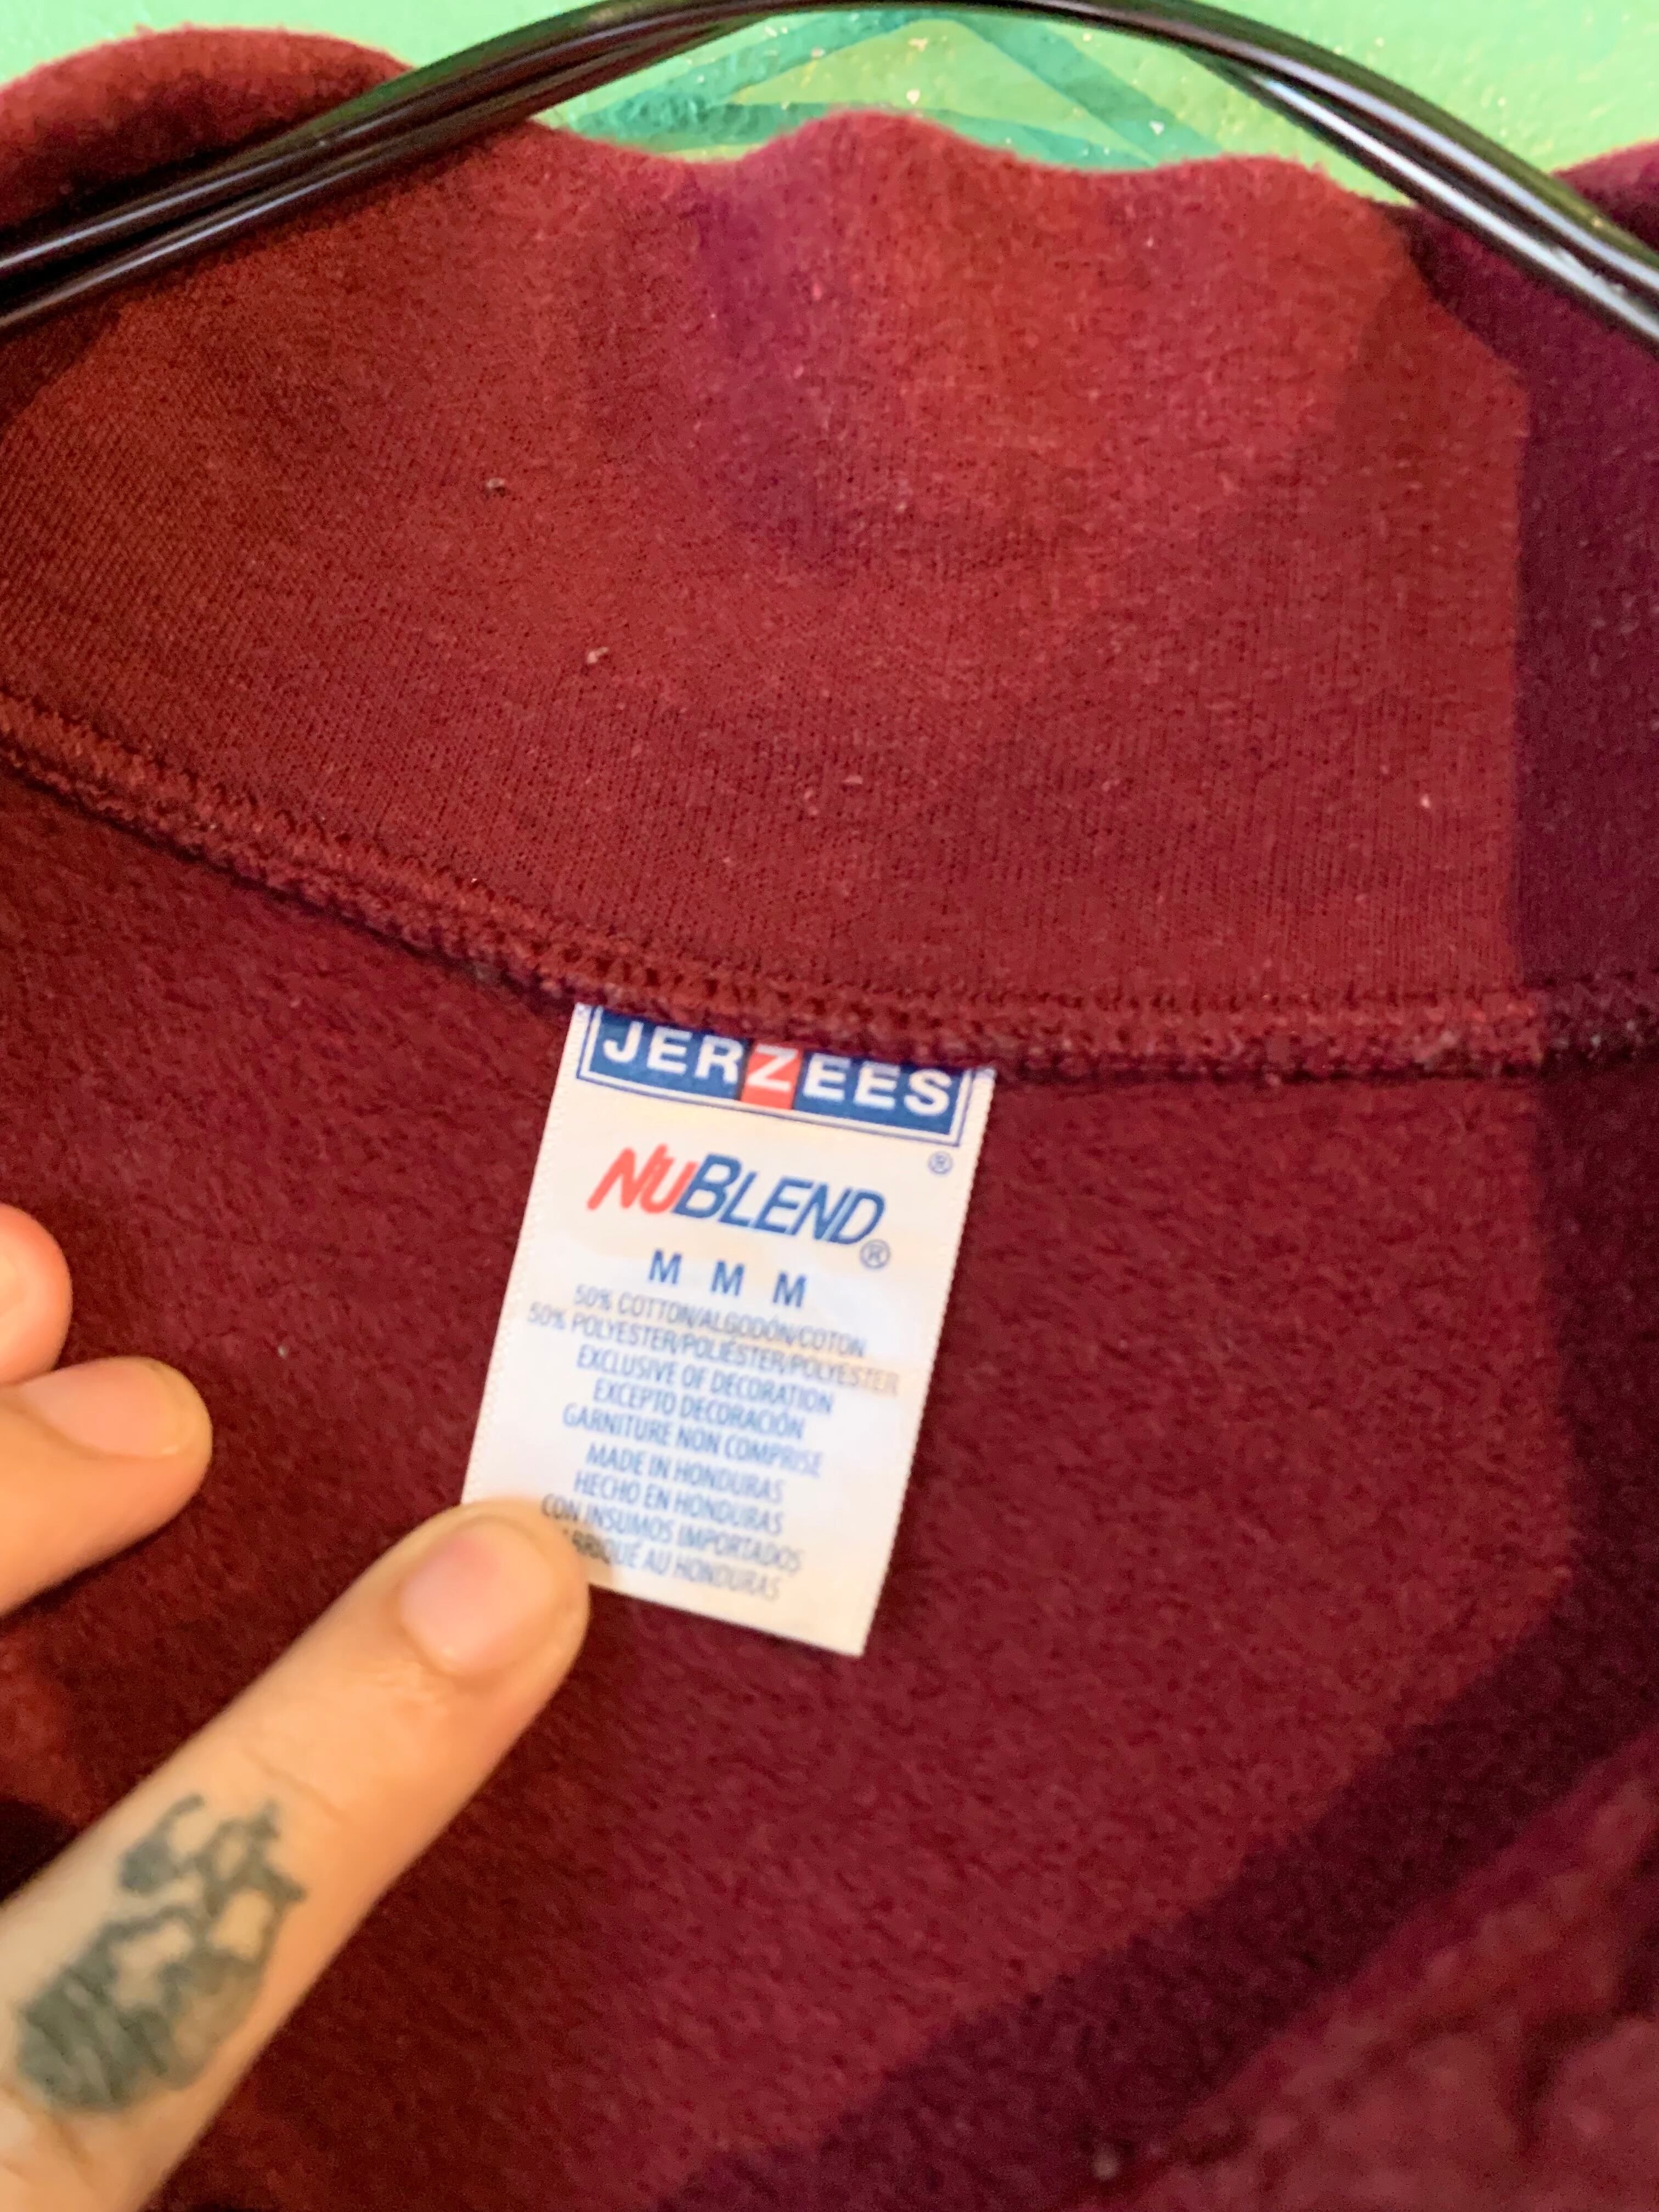 JERZEES
®
NUBLEND®
M M M
50% COTTON/ALGODÓN/COTON
50% POLYESTER/POLIÉSTER/POLYESTER
EXCLUSIVE OF DECORATION
EXCEPTO DECORACIÓN
GARNITURE NON COMPRISE
MADE IN HONDURAS
HECHO EN HONDURAS
CON INSUMOS IMPORTADOS
AU HONDURAS